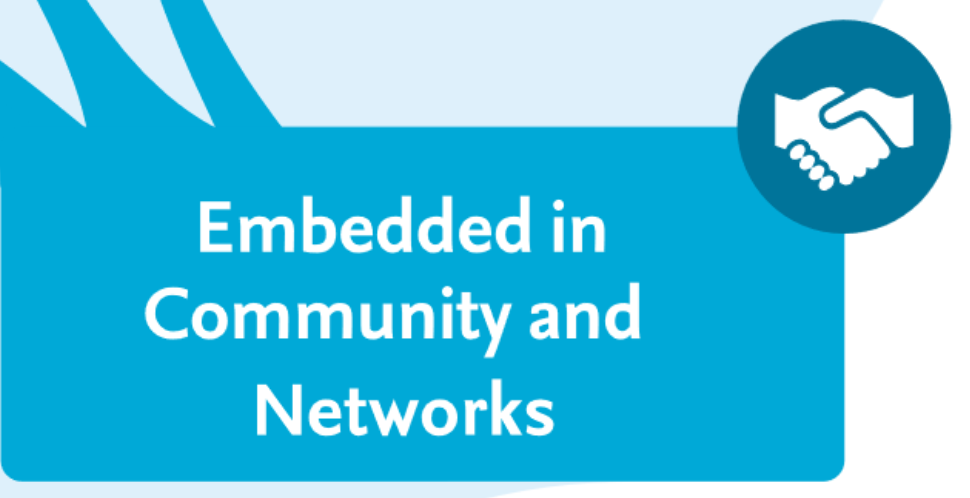 Embedded in
Community and
Networks